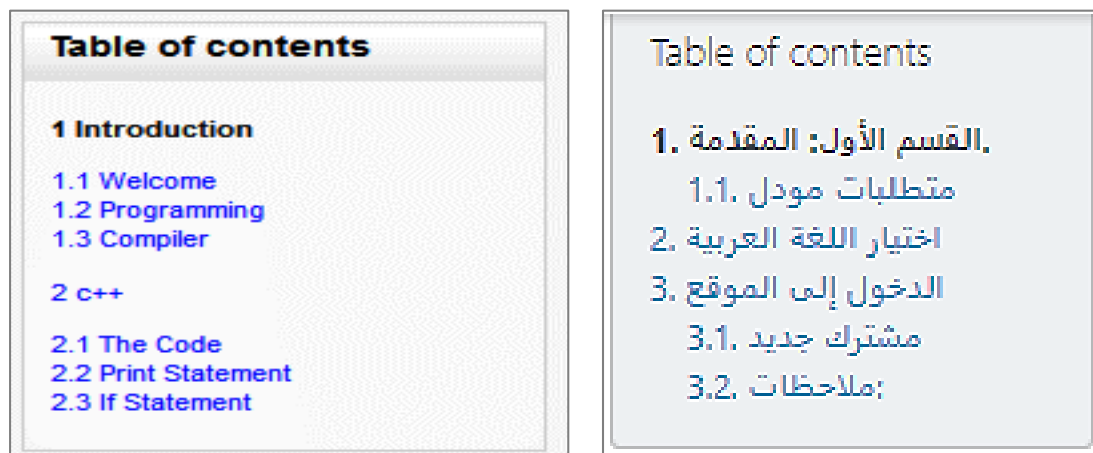 Table of contents
1 Introduction
1.1 Welcome
1.2 Programming
1.3 Compiler
2 c++
2.1 The Code
2.2 Print Statement
2.3 If Statement
Table of contents
1. القسم الأول: المقدمة.
1.1. متطلبات مودل
2. اختيار اللغة العربية
3. الدخول إلى الموقع
3.1. مشترك جديد
3.2. ملاحظات: